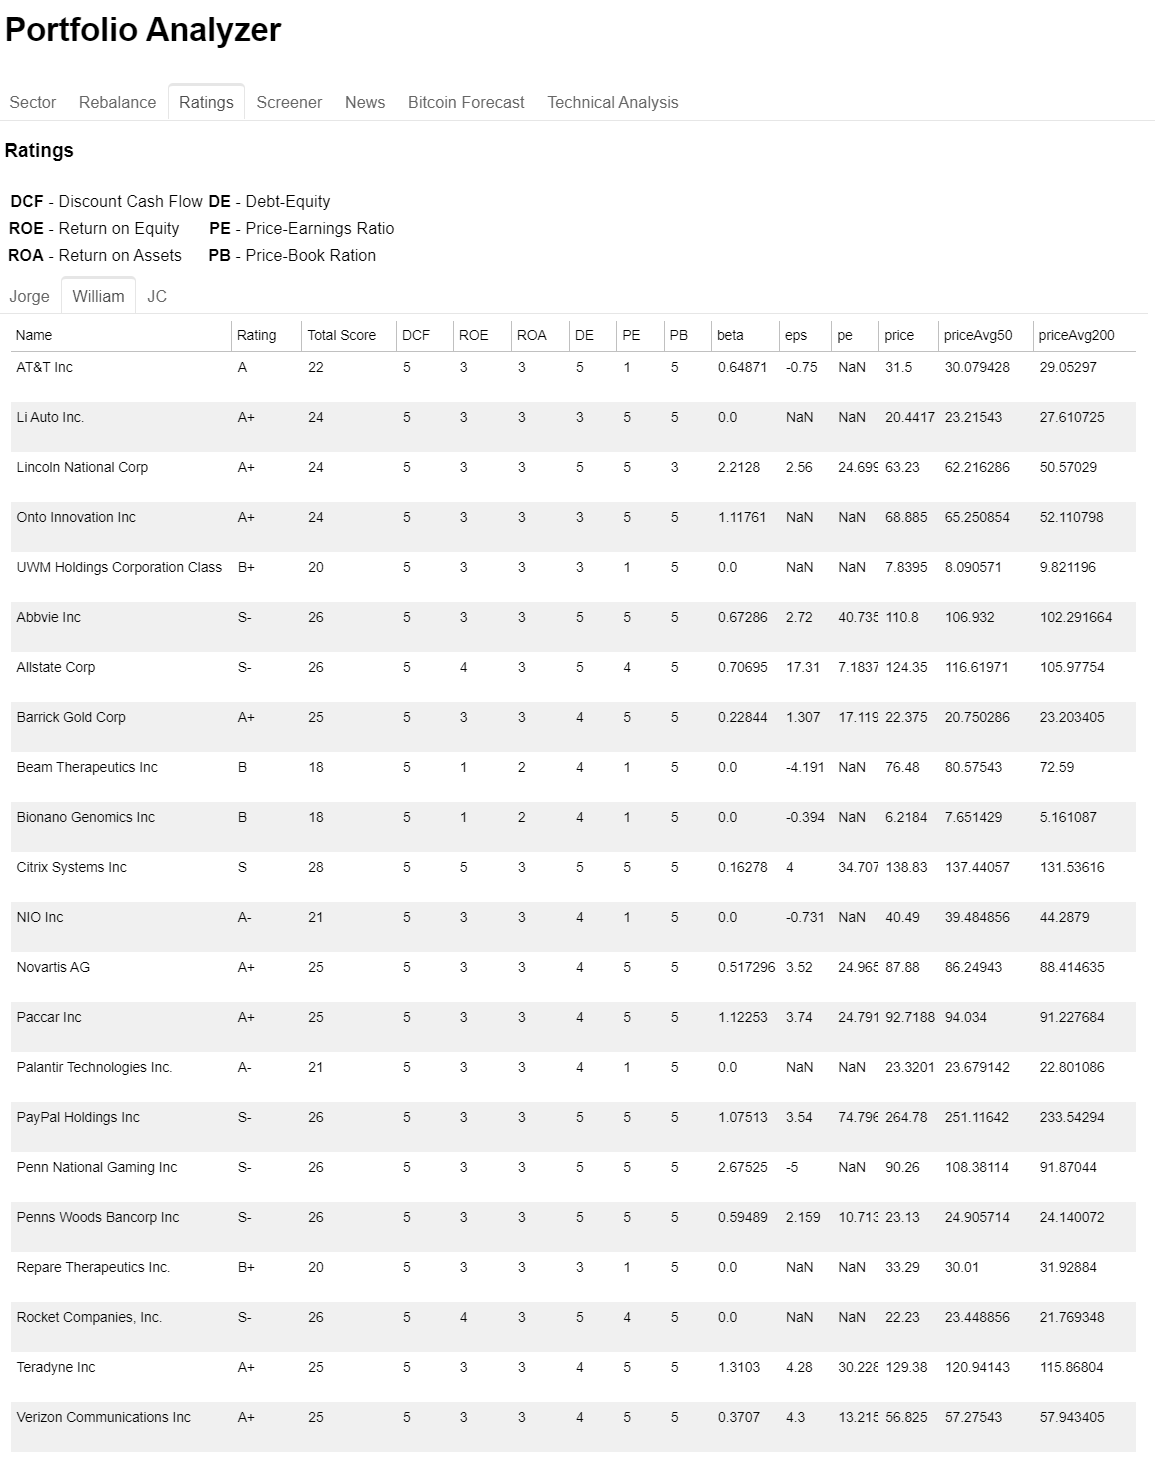 Portfolio Analyzer
Sector Rebalance Ratings Screener News Bitcoin Forecast Technical Analysis
Ratings
DCF - Discount Cash Flow DE - Debt-Equity
ROE - Return on Equity PE - Price-Earnings Ratio
ROA - Return on Assets PB - Price-Book Ration
Jorge William JC
Name Rating Total Score DCF ROE ROA DE PE PB beta eps pe price priceAvg50 priceAvg200
AT&T Inc A 22 5 3 3 5 1 5 0.64871 -0.75 NaN 31.5 30.079428 29.05297
Li Auto Inc. A+ 24 5 3 3 3 5 5 0.0 NaN NaN 20.4417 23.21543 27.610725
Lincoln National Corp A+ 24 5 3 3 5 5 3 2.2128 2.56 24.699 63.23 62.216286 50.57029
Onto Innovation Inc A+ 24 5 3 3 3 5 5 1.11761 NaN NaN 68.885 65.250854 52.110798
UWM Holdings Corporation Class B+ 20 5 3 3 3 1 5 0.0 NaN NaN 7.8395 8.090571 9.821196
Abbvie Inc S- 26 5 3 3 5 5 5 0.67286 2.72 40.735 110.8 106.932 102.291664
Allstate Corp S- 26 5 4 3 5 4 5 0.70695 17.31 7.1837 124.35 116.61971 105.97754
Barrick Gold Corp A+ 25 5 3 3 4 5 5 0.22844 1.307 17.119 22.375 20.750286 23.203405
Beam Therapeutics Inc B 18 5 1 2 4 1 5 0.0 -4.191 NaN 76.48 80.57543 72.59
Bionano Genomics Inc B 18 5 1 2 4 1 5 0.0 -0.394 NaN 6.2184 7.651429 5.161087
Citrix Systems Inc S 28 5 5 3 5 5 5 0.16278 4 34.707 138.83 137.44057 131.53616
NIO Inc A- 21 5 3 3 4 1 5 0.0 -0.731 NaN 40.49 39.484856 44.2879
Novartis AG A+ 25 5 3 3 4 5 5 0.517296 3.52 24.965 87.88 86.24943 88.414635
Paccar Inc A+ 25 5 3 3 4 5 5 1.12253 3.74 24.791 92.7188 94.034 91.227684
Palantir Technologies Inc. A- 21 5 3 3 4 1 5 0.0 NaN NaN 23.3201 23.679142 22.801086
PayPal Holdings Inc S- 26 5 3 3 5 5 5 1.07513 3.54 74.796 264.78 251.11642 233.54294
Penn National Gaming Inc S- 26 5 3 3 5 5 5 2.67525 -5 NaN 90.26 108.38114 91.87044
Penns Woods Bancorp Inc S- 26 5 3 3 5 5 5 0.59489 2.159 10.713 23.13 24.905714 24.140072
Repare Therapeutics Inc. B+ 20 5 3 3 3 1 5 0.0 NaN NaN 33.29 30.01 31.92884
Rocket Companies, Inc. S- 26 5 4 3 5 4 5 0.0 NaN NaN 22.23 23.448856 21.769348
Teradyne Inc A+ 25 5 3 3 4 5 5 1.3103 4.28 30.228 129.38 120.94143 115.86804
Verizon Communications Inc A+ 25 5 3 3 4 5 5 0.3707 4.3 13.215 56.825 57.27543 57.943405